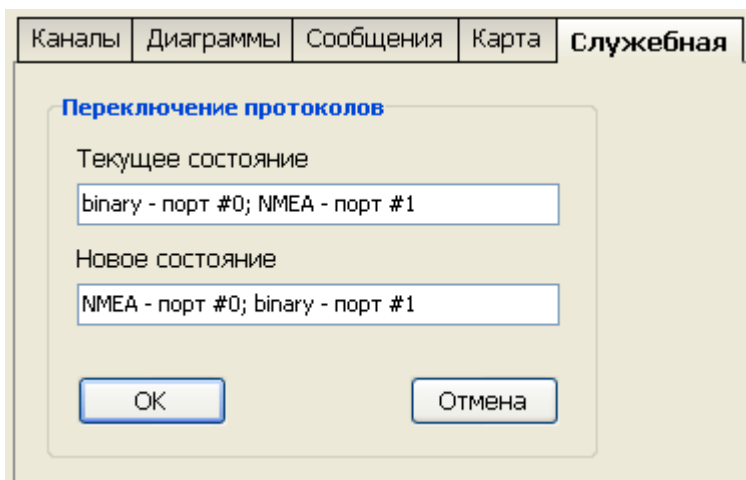 Каналы Диаграммы Сообщения Карта Служебная
Переключение протоколов
Текущее состояние
binary - порт #0; NMEA - порт #1
Новое состояние
NMEA - порт #0; binary - порт #1
OK Отмена